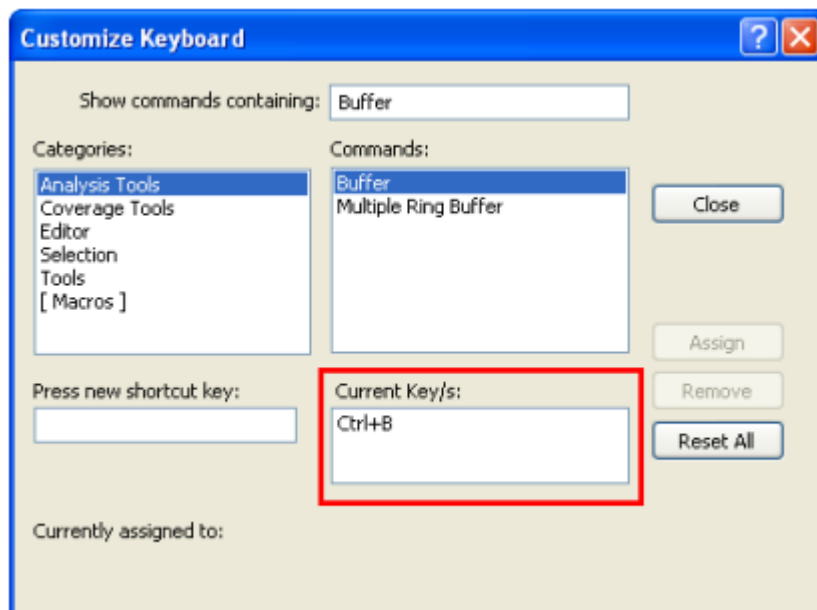 Customize Keyboard
Show commands containing: Buffer
Categories:
Commands:
Analysis Tools
Coverage Tools
Editor
Selection
Tools
[ Macros ]
Buffer
Multiple Ring Buffer
Close
Assign
Press new shortcut key:
Current Key/s:
Remove
Ctrl+B
Reset All
Currently assigned to: